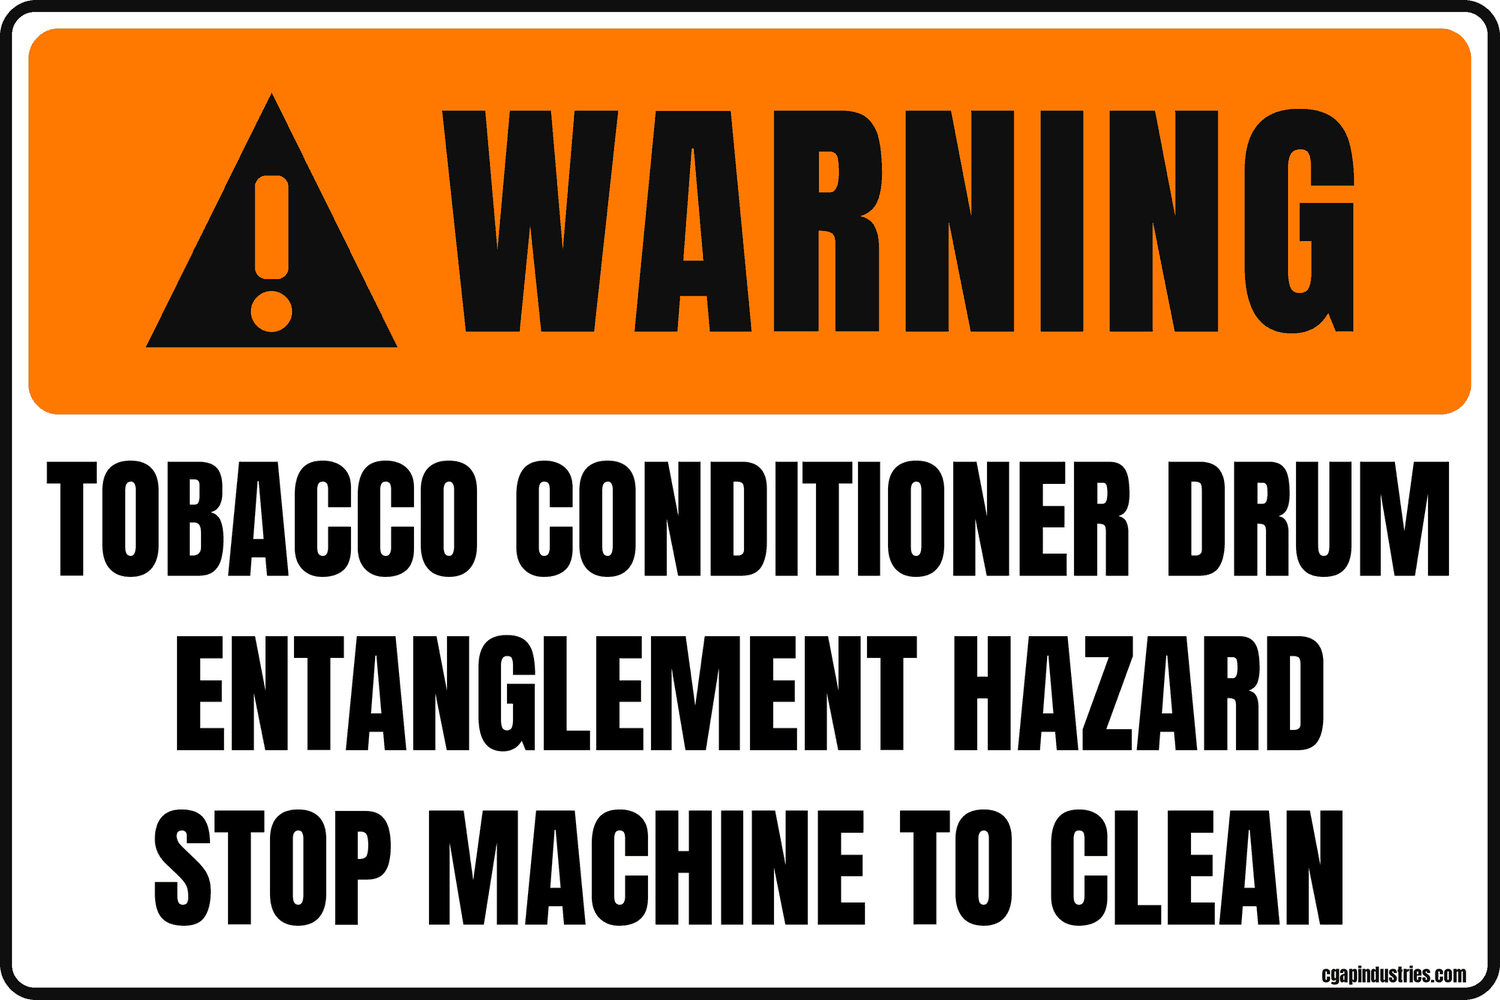 WARNING
TOBACCO CONDITIONER DRUM
ENTANGLEMENT HAZARD
STOP MACHINE TO CLEAN
cgapindustries.com